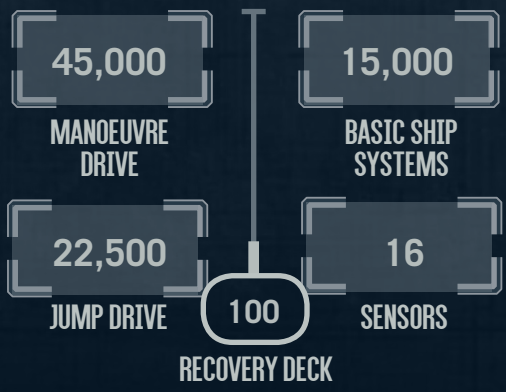 45,000
15,000
MANOEUVRE
DRIVE
BASIC SHIP
SYSTEMS
22,500
16
100
JUMP DRIVE
SENSORS
RECOVERY DECK